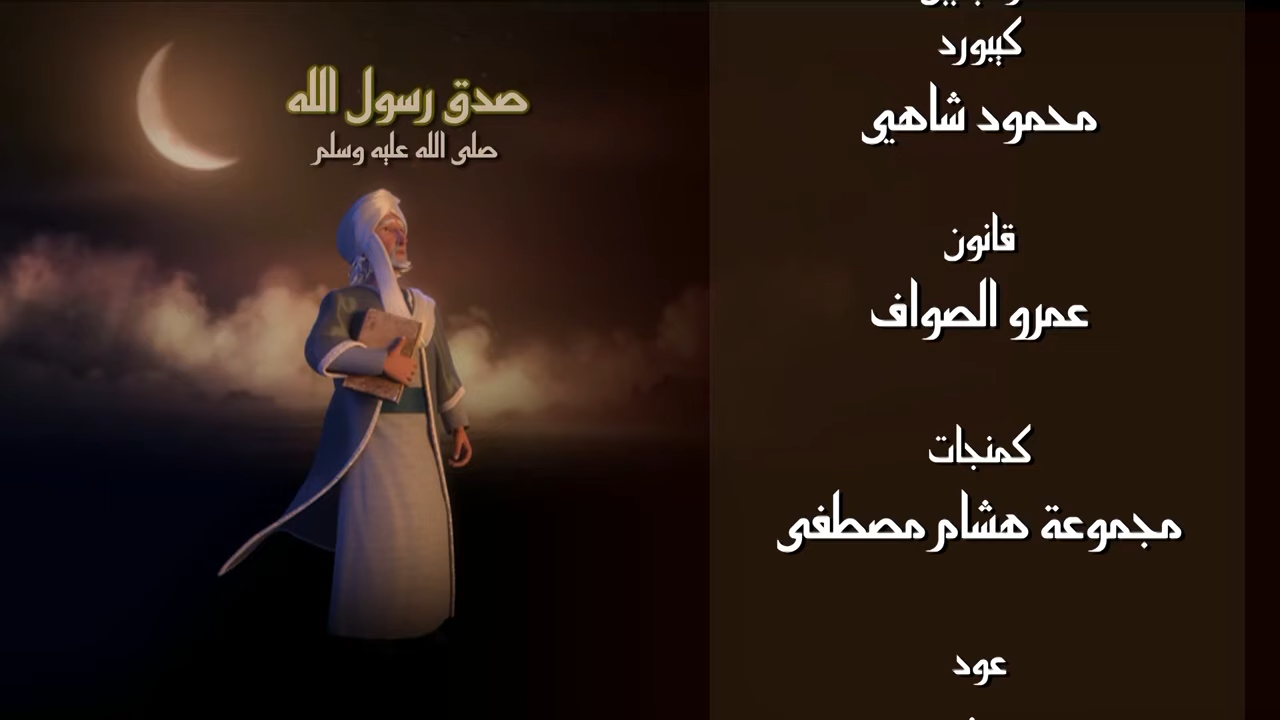 صدق رسول الله
صلى الله عليه وسلم
كيبورد
محمود شاهي
قانون
عمرو الصواف
كمنجات
مجموعة هشام مصطفى
عود